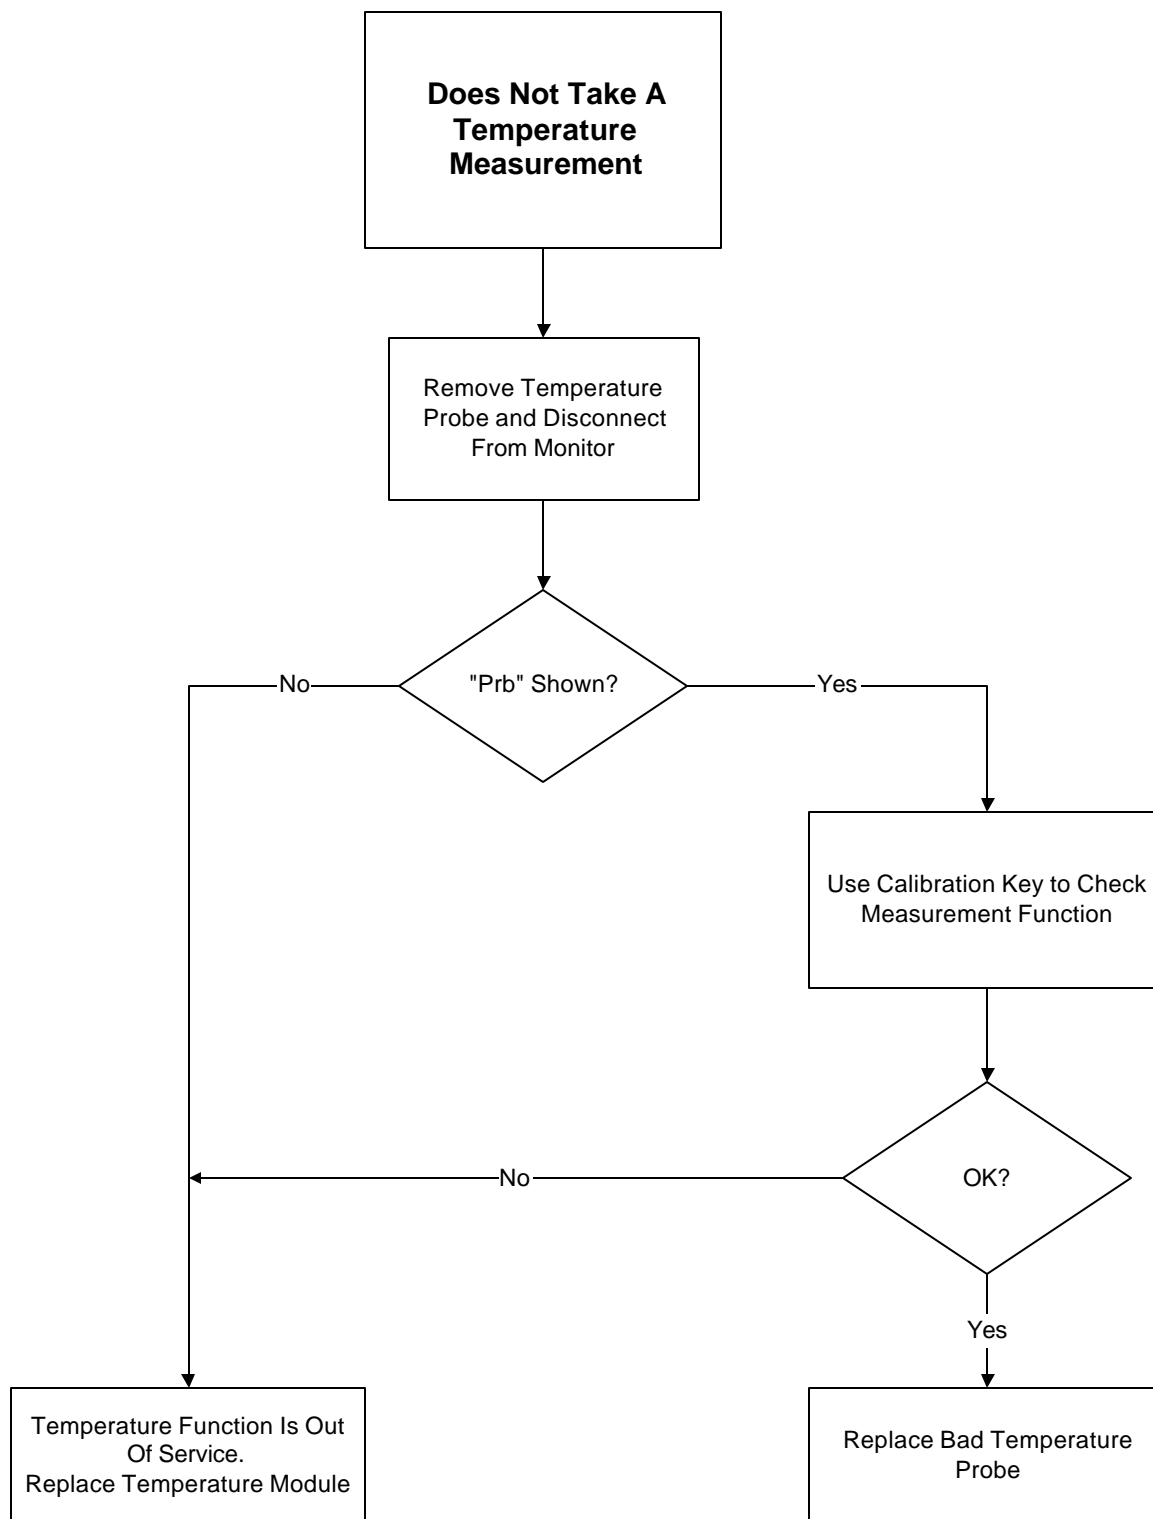 Does Not Take A
Temperature
Measurement
Remove Temperature
Probe and Disconnect
From Monitor
"Prb" Shown?
No
Yes
Use Calibration Key to Check
Measurement Function
OK?
No
Yes
Temperature Function Is Out
Of Service.
Replace Temperature Module
Replace Bad Temperature
Probe